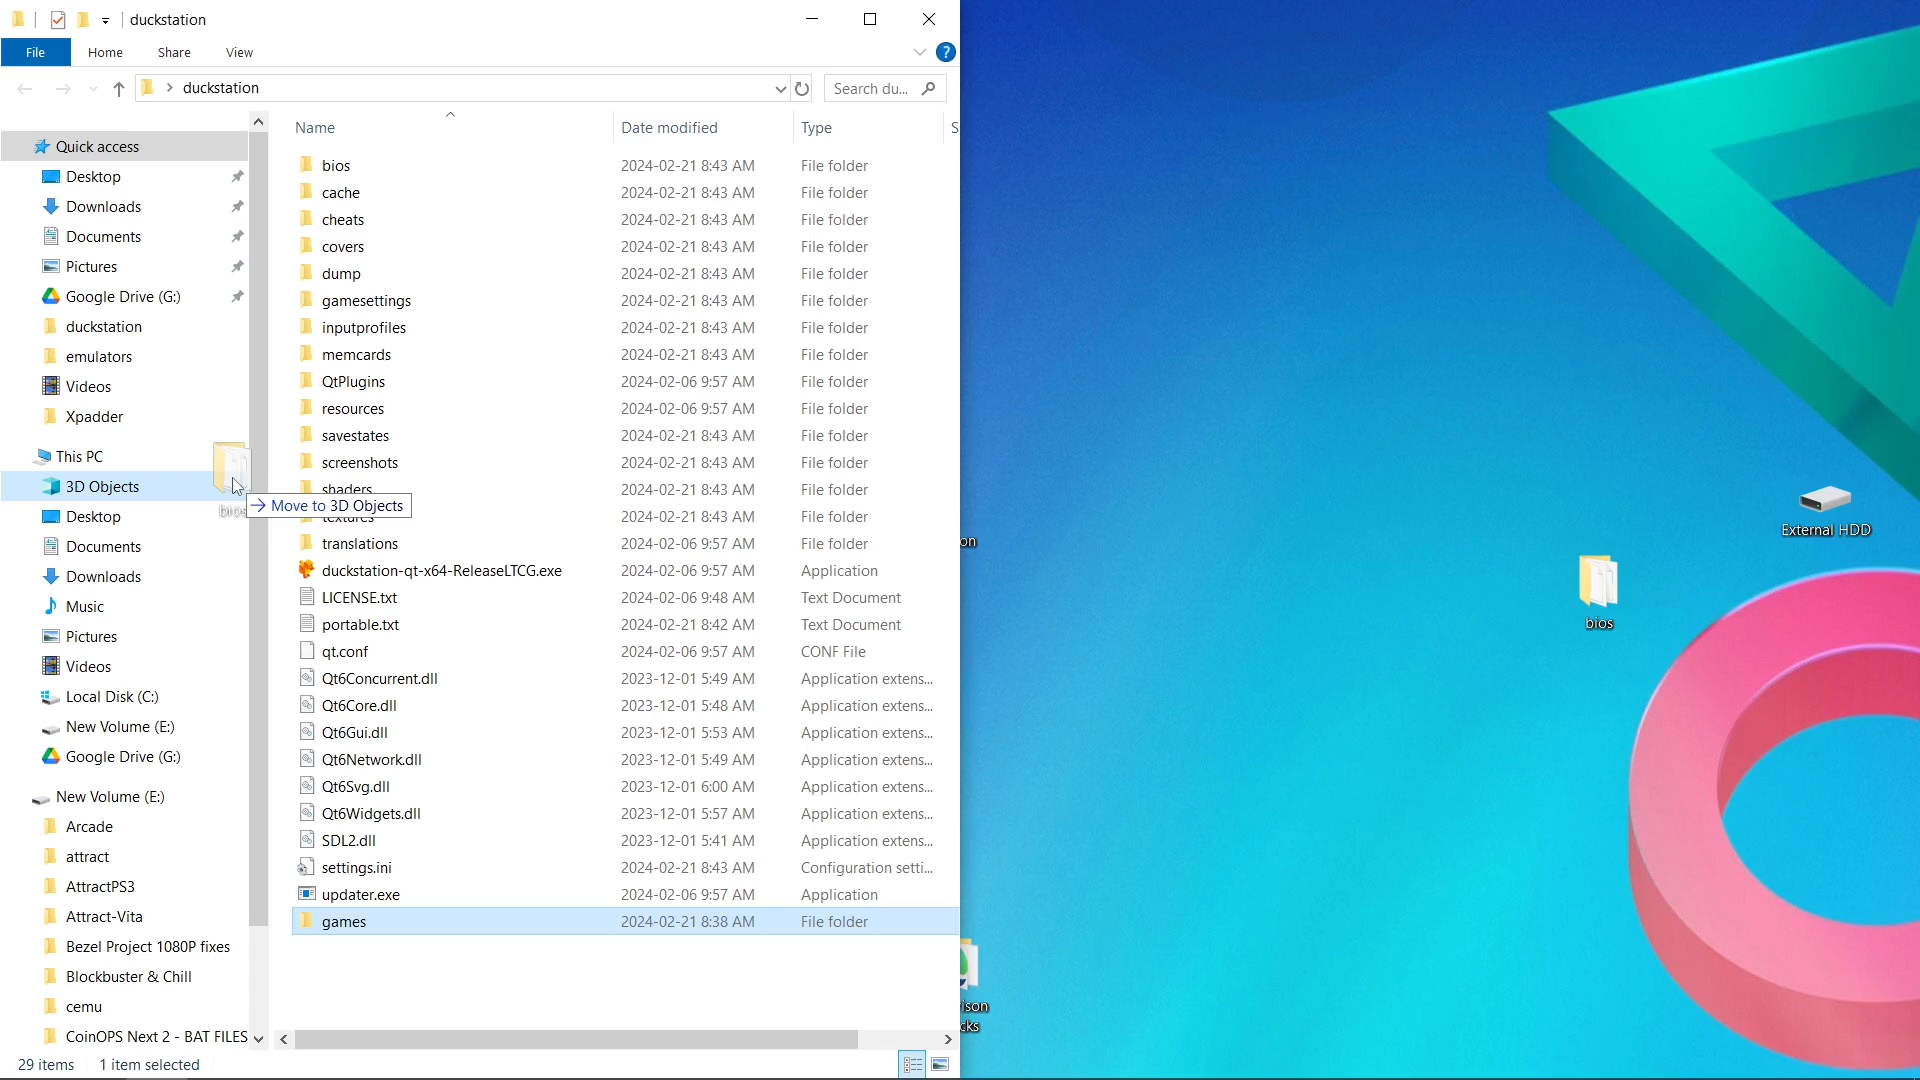 duckstation
File Home Share View
duckstation
Search du...
Name Date modified Type S
Quick access
Desktop
Downloads
Documents
Pictures
Google Drive (G:)
duckstation
emulators
Videos
Xpadder
This PC
3D Objects
Desktop
Documents
Downloads
Music
Pictures
Videos
Local Disk (C:)
New Volume (E:)
Google Drive (G:)
New Volume (E:)
Arcade
attract
AttractPS3
Attract-Vita
Bezel Project 1080P fixes
Blockbuster & Chill
cemu
CoinOPS Next 2 - BAT FILES
bios 2024-02-21 8:43 AM File folder
cache 2024-02-21 8:43 AM File folder
cheats 2024-02-21 8:43 AM File folder
covers 2024-02-21 8:43 AM File folder
dump 2024-02-21 8:43 AM File folder
gamesettings 2024-02-21 8:43 AM File folder
inputprofiles 2024-02-21 8:43 AM File folder
memcards 2024-02-21 8:43 AM File folder
QtPlugins 2024-02-06 9:57 AM File folder
resources 2024-02-06 9:57 AM File folder
savestates 2024-02-21 8:43 AM File folder
screenshots 2024-02-21 8:43 AM File folder
shaders 2024-02-21 8:43 AM File folder
bios
Move to 3D Objects
textures 2024-02-21 8:43 AM File folder
translations 2024-02-06 9:57 AM File folder
duckstation-qt-x64-ReleaseLTCG.exe 2024-02-06 9:57 AM Application
LICENSE.txt 2024-02-06 9:48 AM Text Document
portable.txt 2024-02-21 8:42 AM Text Document
qt.conf 2024-02-06 9:57 AM CONF File
Qt6Concurrent.dll 2023-12-01 5:49 AM Application extens...
Qt6Core.dll 2023-12-01 5:48 AM Application extens...
Qt6Gui.dll 2023-12-01 5:53 AM Application extens...
Qt6Network.dll 2023-12-01 5:49 AM Application extens...
Qt6Svg.dll 2023-12-01 6:00 AM Application extens...
Qt6Widgets.dll 2023-12-01 5:57 AM Application extens...
SDL2.dll 2023-12-01 5:41 AM Application extens...
settings.ini 2024-02-21 8:43 AM Configuration setti...
updater.exe 2024-02-06 9:57 AM Application
games 2024-02-21 8:38 AM File folder
29 items 1 item selected
on
ison
cks
External HDD
bios